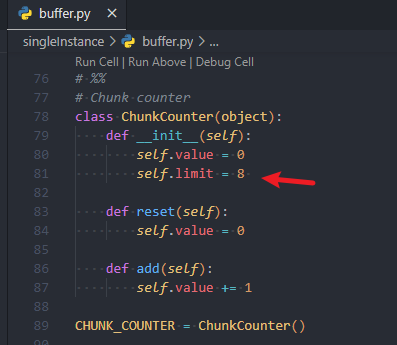 buffer.py
singleInstance > buffer.py > ...
Run Cell | Run Above | Debug Cell
76 # %%
77 # Chunk counter
78 class ChunkCounter(object):
79     def __init__(self):
80         self.value = 0
81         self.limit = 8
82
83     def reset(self):
84         self.value = 0
85
86     def add(self):
87         self.value += 1
88
89 CHUNK_COUNTER = ChunkCounter()
90